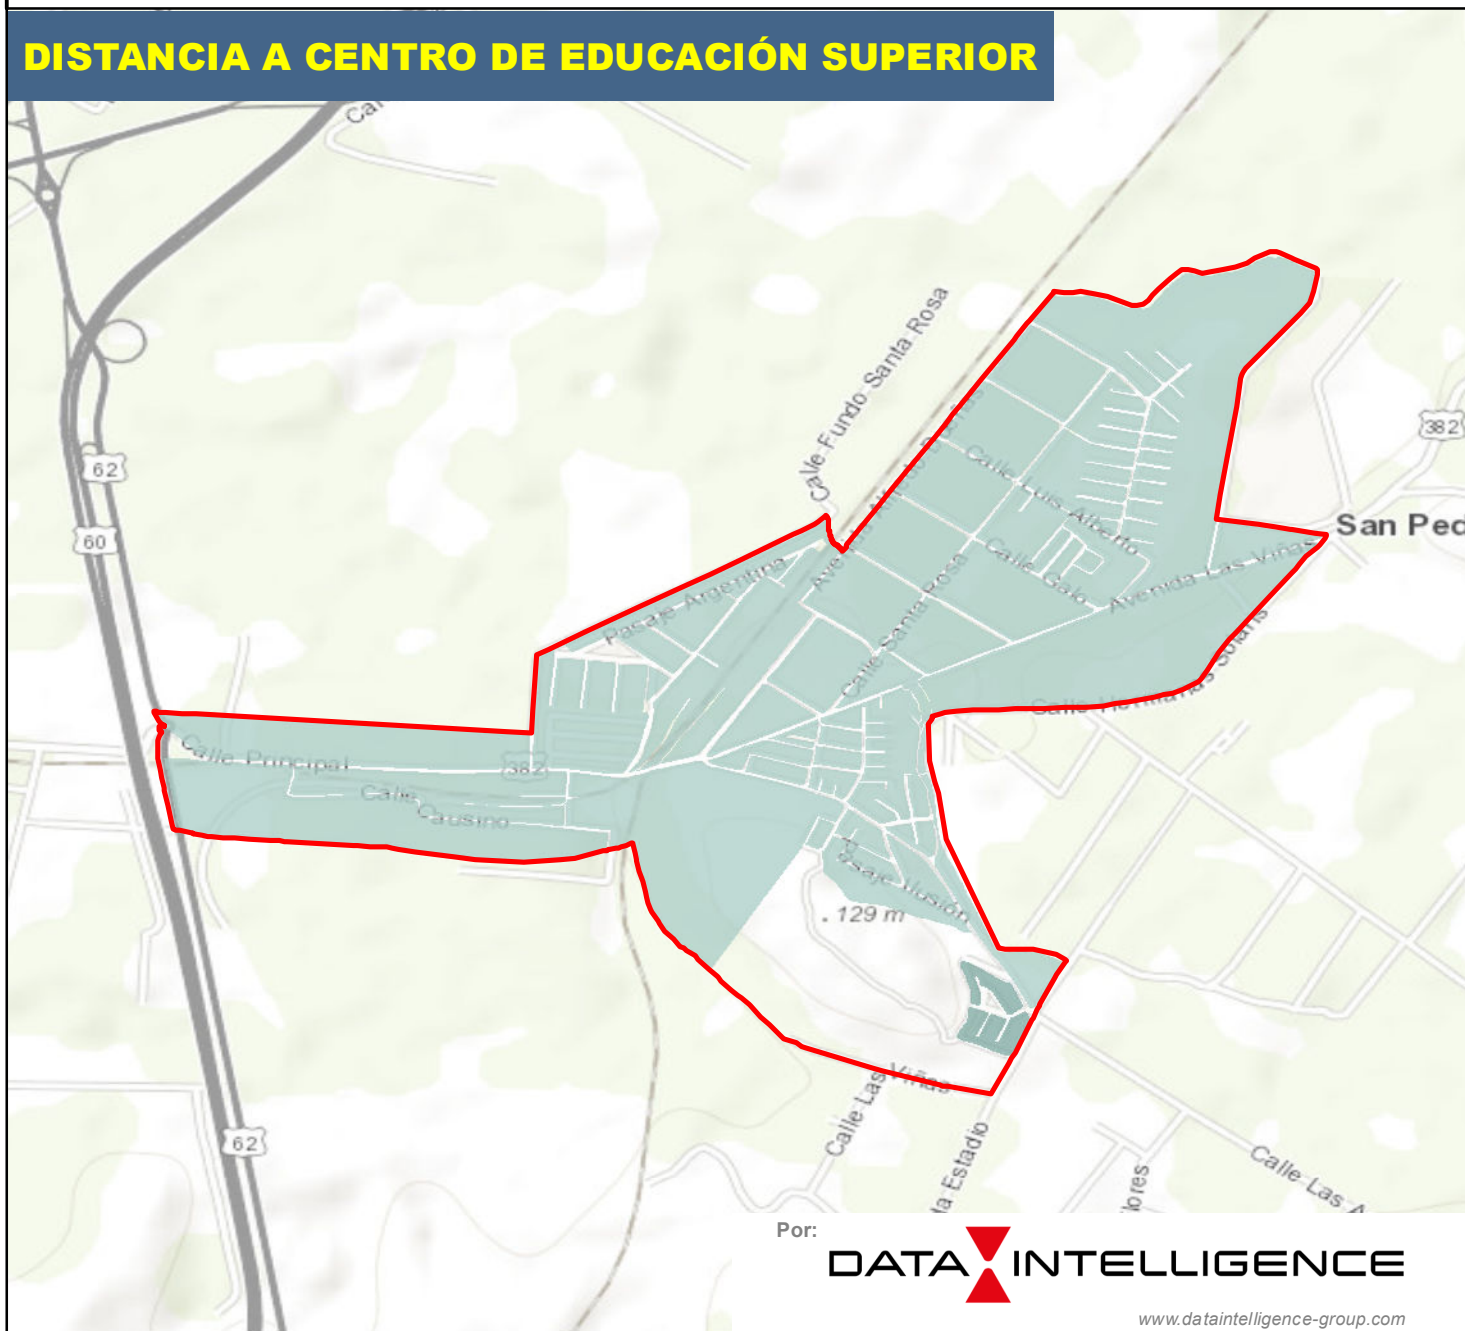 DISTANCIA A CENTRO DE EDUCACIÓN SUPERIOR
Cal
Calle Fundo Santa Rosa
382
62
60
San Ped
Calle Luis Alberto
Calle Galo
Avenida Las Viñas
Pasaje Argentina
Calle Santa Rosa
Calle Principal
382
Calle Causino
Pasaje Ilusión
. 129 m
Calle Las Viñas
62
Calle Las A
Por:
DATA INTELLIGENCE
www.dataintelligence-group.com